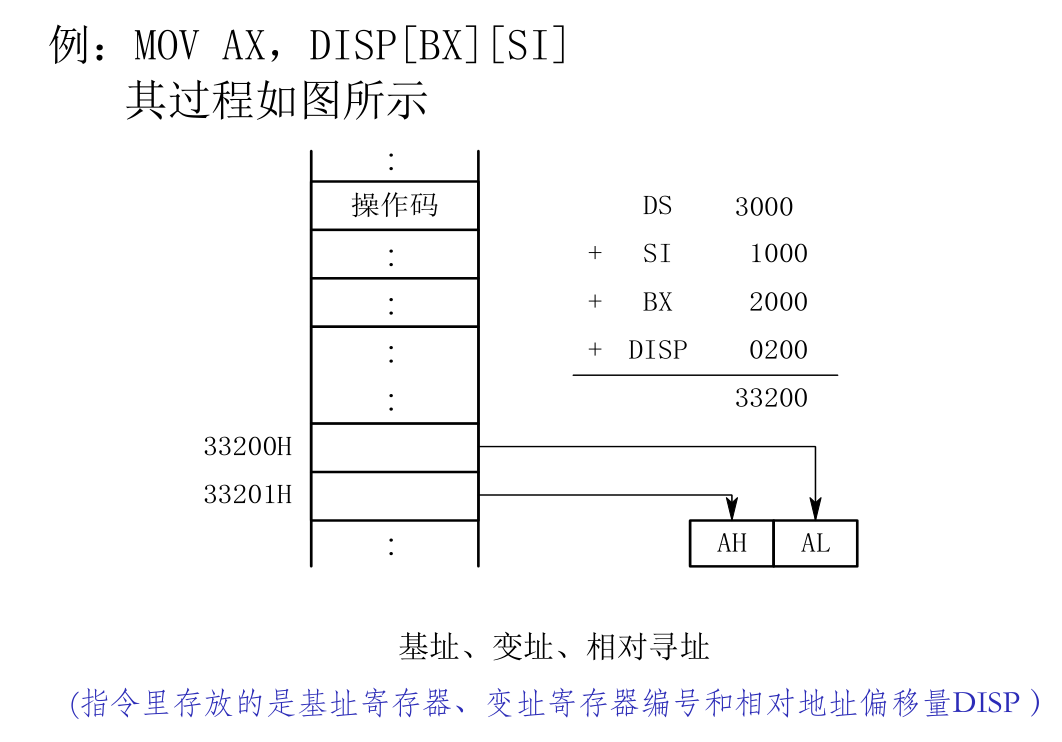 例：MOV AX，DISP[BX][SI]
其过程如图所示
:
操作码
:
:
:
:
33200H
33201H
:
DS 3000
+ SI 1000
+ BX 2000
+ DISP 0200
33200
AH AL
基址、变址、相对寻址
(指令里存放的是基址寄存器、变址寄存器编号和相对地址偏移量DISP )